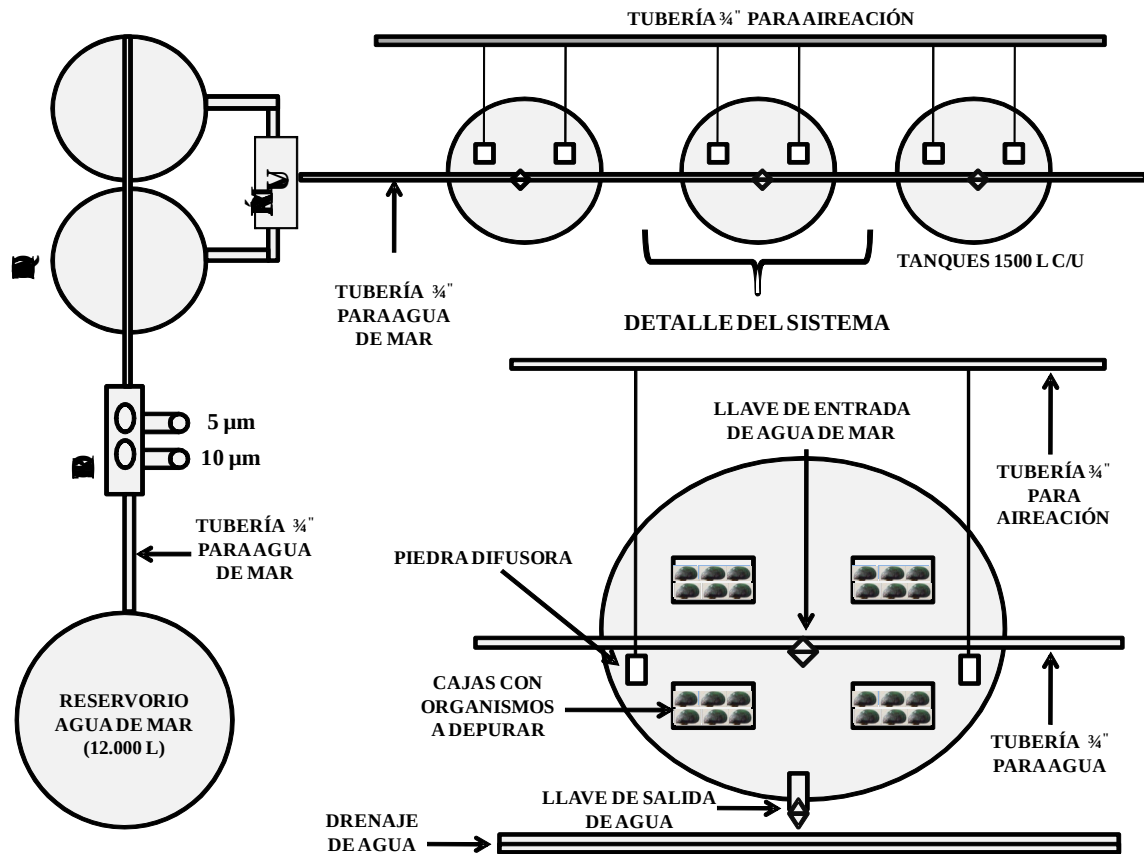 TUBERÍA ¾" PARA AIREACIÓN
TUBERÍA ¾"
PARA AGUA
DE MAR
TANQUES 1500 L C/U
DETALLE DEL SISTEMA
5 µm
10 µm
TUBERÍA ¾"
PARA AGUA
DE MAR
RESERVORIO
AGUA DE MAR
(12.000 L)
LLAVE DE ENTRADA
DE AGUA DE MAR
TUBERÍA ¾"
PARA
AIREACIÓN
PIEDRA DIFUSORA
CAJAS CON
ORGANISMOS
A DEPURAR
TUBERÍA ¾"
PARA AGUA
LLAVE DE SALIDA
DE AGUA
DRENAJE
DE AGUA